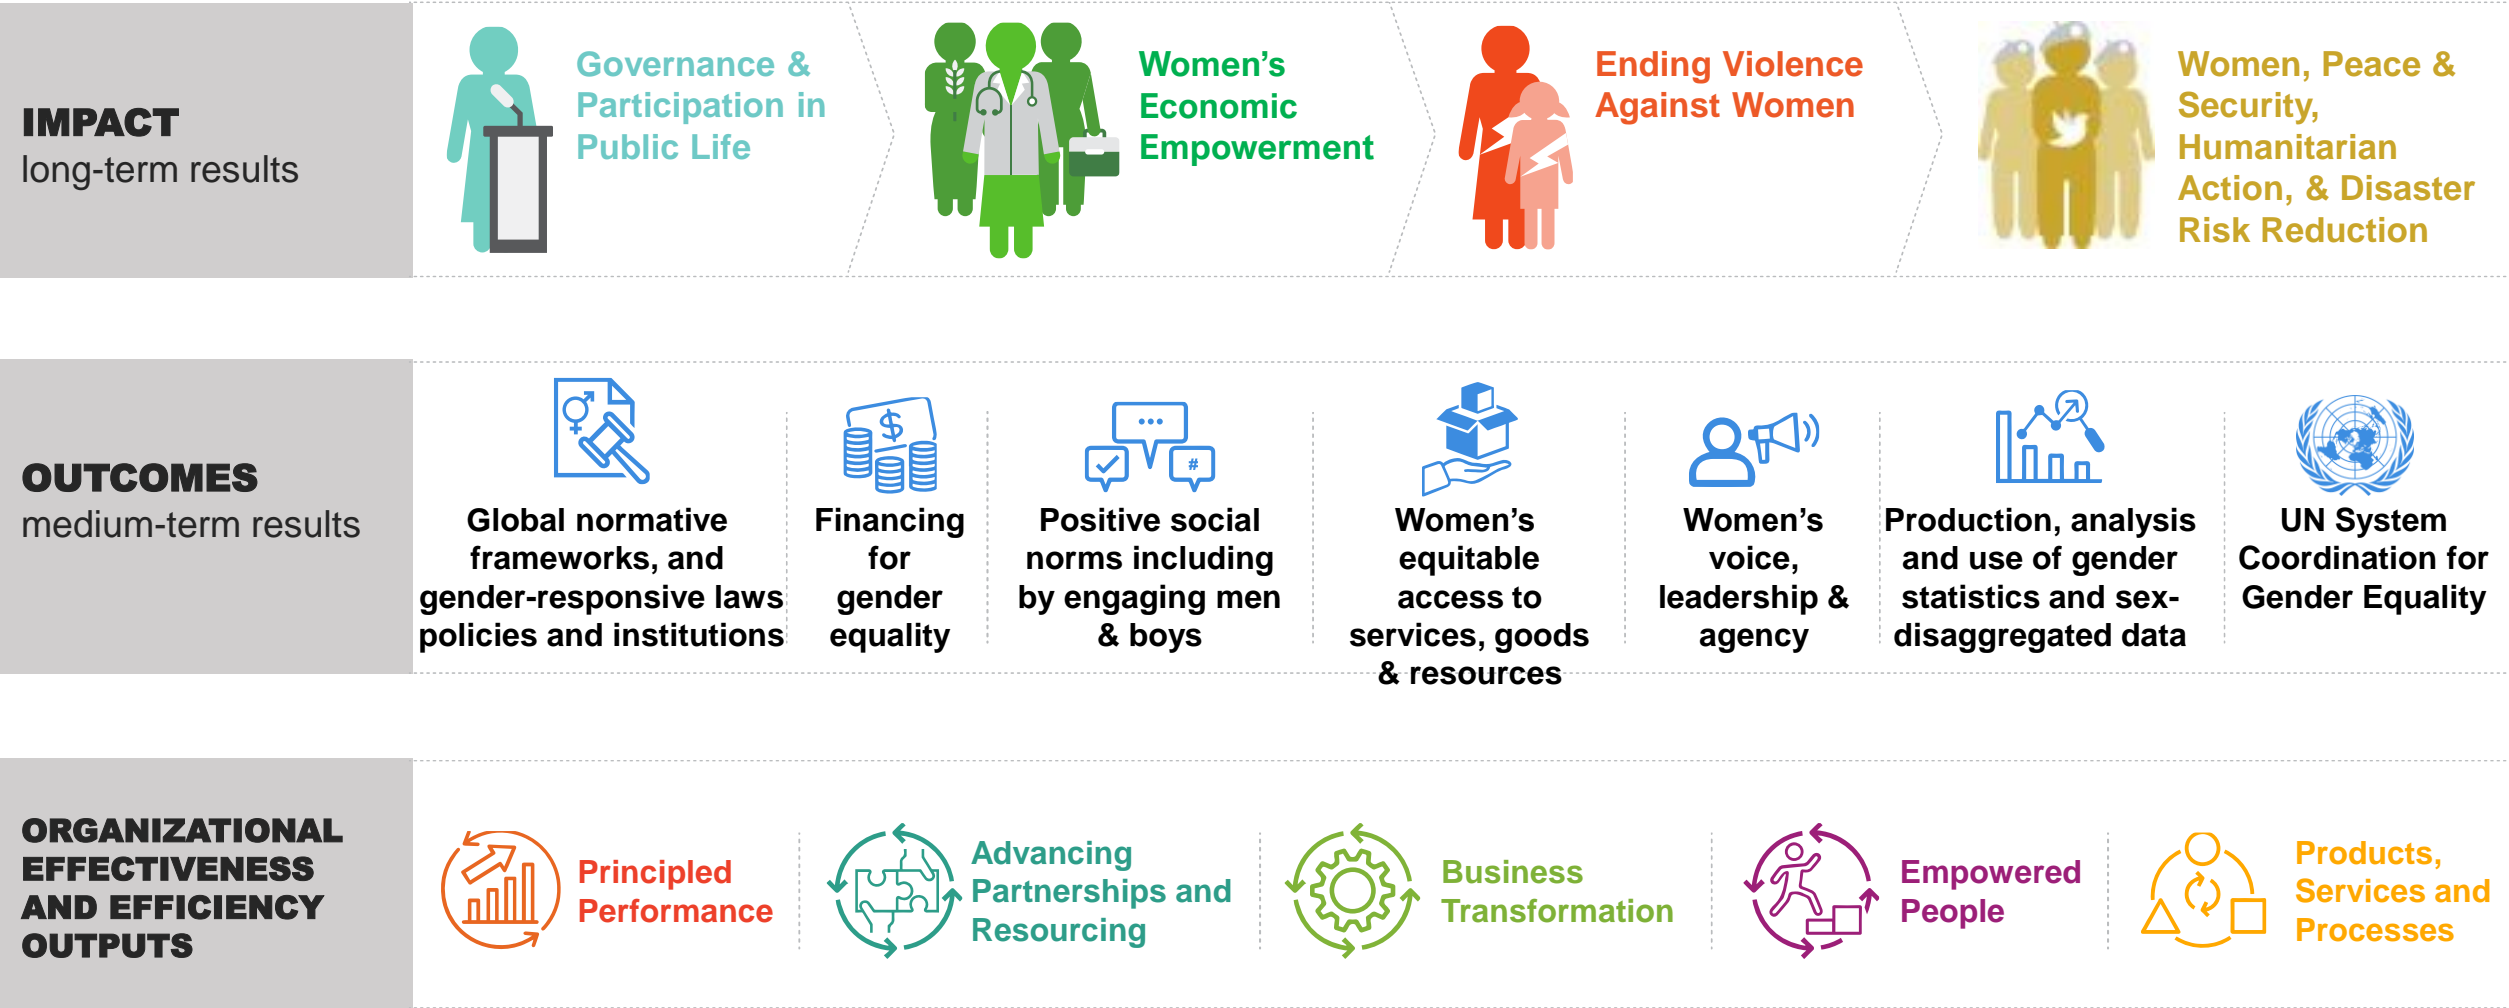 IMPACT
long-term results
Governance &
Participation in
Public Life
Women's
Economic
Empowerment
Ending Violence
Against Women
Women, Peace &
Security,
Humanitarian
Action, & Disaster
Risk Reduction
OUTCOMES
medium-term results
$
#
Global normative
frameworks, and
gender-responsive laws
policies and institutions
Financing
for
gender
equality
Positive social
norms including
by engaging men
& boys
Women's
equitable
access to
services, goods
& resources
Women's
voice,
leadership &
agency
Production, analysis
and use of gender
statistics and sex-
disaggregated data
UN System
Coordination for
Gender Equality
ORGANIZATIONAL
EFFECTIVENESS
AND EFFICIENCY
OUTPUTS
Principled
Performance
Advancing
Partnerships and
Resourcing
Business
Transformation
Empowered
People
Products,
Services and
Processes